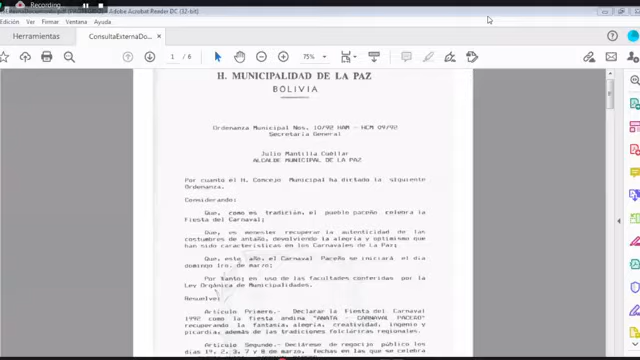 Recording
- Adobe Acrobat Reader DC (32-bit)
Edición Ver Firmar Ventana Ayuda
Herramientas ConsultaExternaDo... ×
1 / 6 75%
H. MUNICIPALIDAD DE LA PAZ
BOLIVIA
Ordenanza Municipal Nos. 10/92 HAM - HCM 09/92
Secretaria General
Julio Mantilla Cuéllar
ALCALDE MUNICIPAL DE LA PAZ
Por cuanto el H. Concejo Municipal ha dictado la siguiente
Ordenanza.
Considerando:
Que, como es tradición, el pueblo paceño celebra la
Fiesta del Carnaval;
Que, es menester recuperar la autenticidad de las
costumbres de antaño, devolviendo la alegría y optimismo que
han sido características en los Carnavales de La Paz;
Que, este año, el Carnaval Paceño se iniciará el día
domingo 1ro. de marzo;
Por Tanto; en uso de las facultades conferidas por la
Ley Orgánica de Municipalidades.
Resuelve:
Artículo Primero.- Declarar la Fiesta del Carnaval
1992 como la fiesta andina "ANATA - CARNAVAL PACEÑO"
recuperando la fantasía, alegría, creatividad, ingenio y
picardía, además de las tradiciones folclóricas regionales.
Artículo Segundo.- Declárese de regocijo público los
días 1º, 2, 3, 7 y 8 de marzo, fechas en las que se celebra